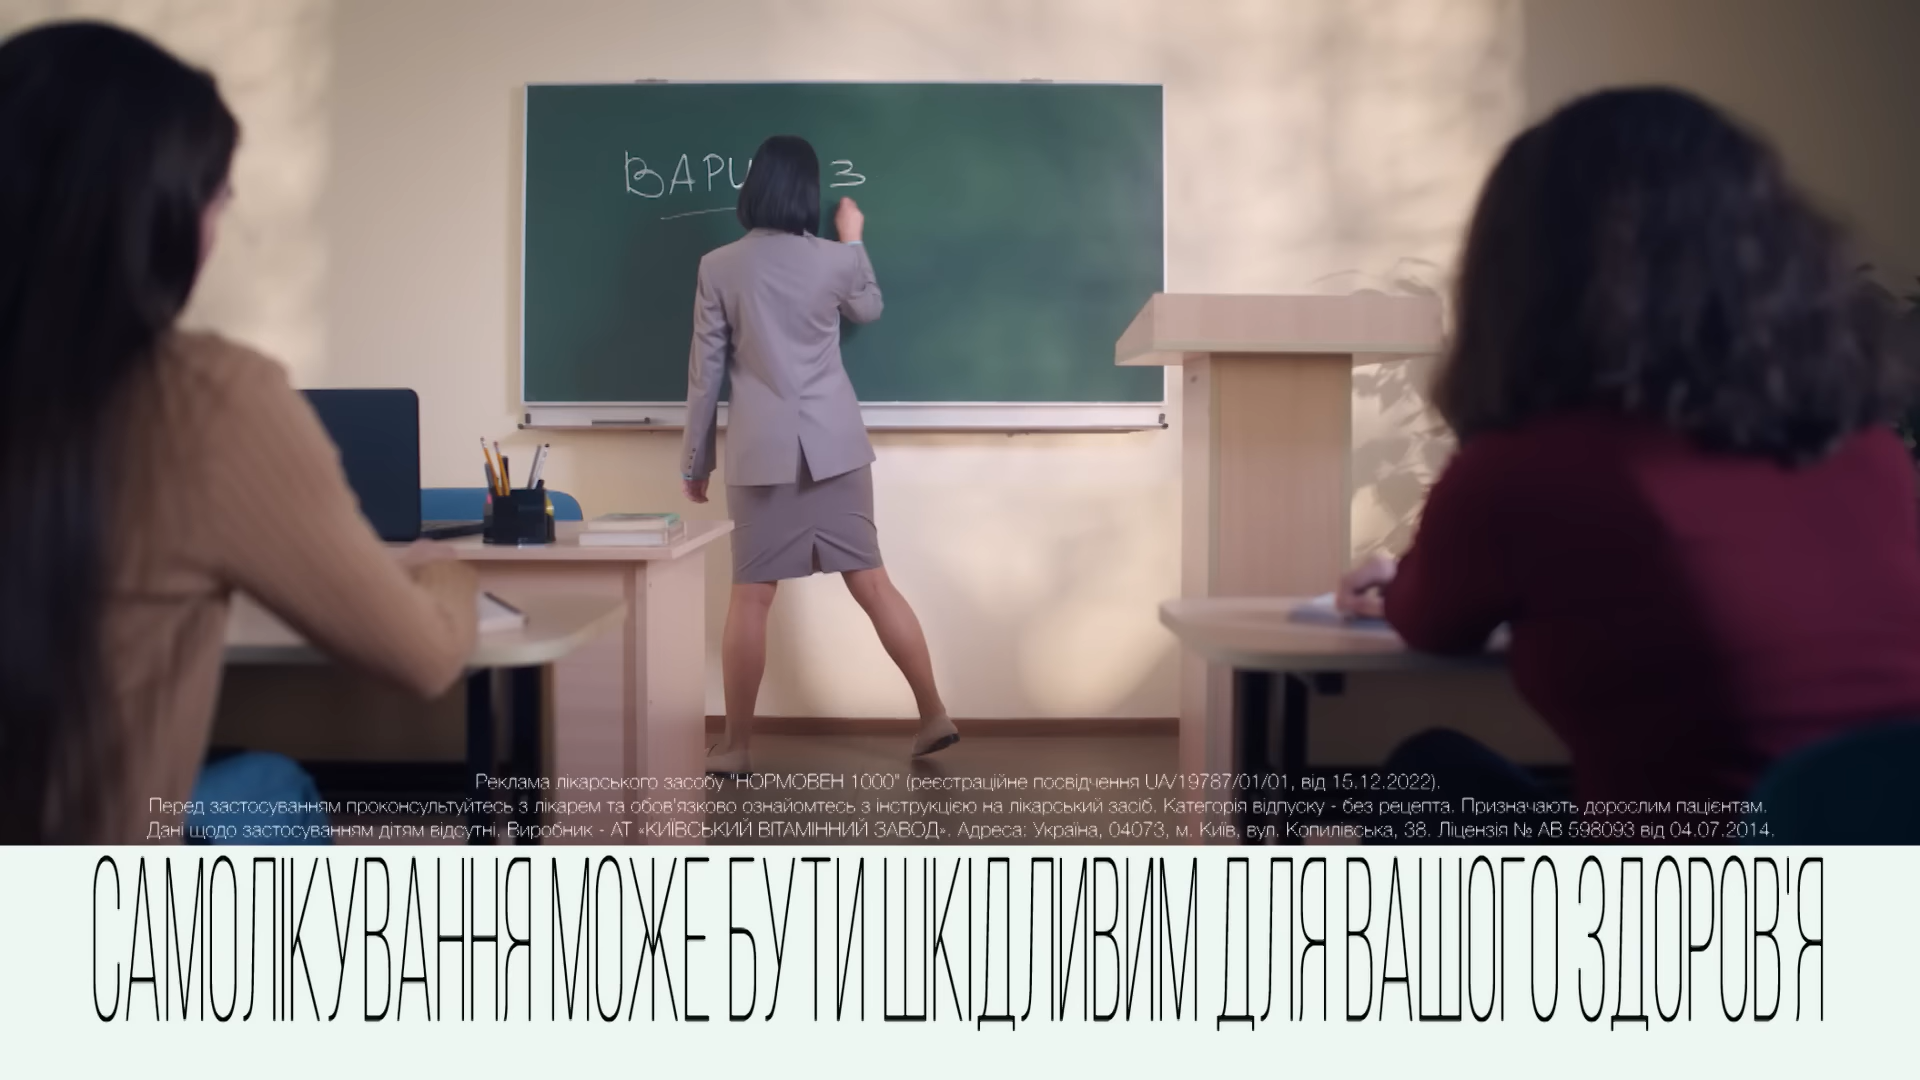 ВАРИ З
Реклама лікарського засобу "НОРМОВЕН 1000" (реєстраційне посвідчення UA/19787/01/01, від 15.12.2022).
Перед застосуванням проконсультуйтесь з лікарем та обов'язково ознайомтесь з інструкцією на лікарський засіб. Категорія відпуску - без рецепта. Призначають дорослим пацієнтам.
Дані щодо застосуванням дітям відсутні. Виробник - АТ «КИЇВСЬКИЙ ВІТАМІННИЙ ЗАВОД». Адреса: Україна, 04073, м. Київ, вул. Копилівська, 38. Ліцензія № АВ 598093 від 04.07.2014.
САМОЛІКУВАННЯ МОЖЕ БУТИ ШКІДЛИВИМ ДЛЯ ВАШОГО ЗДОРОВ'Я